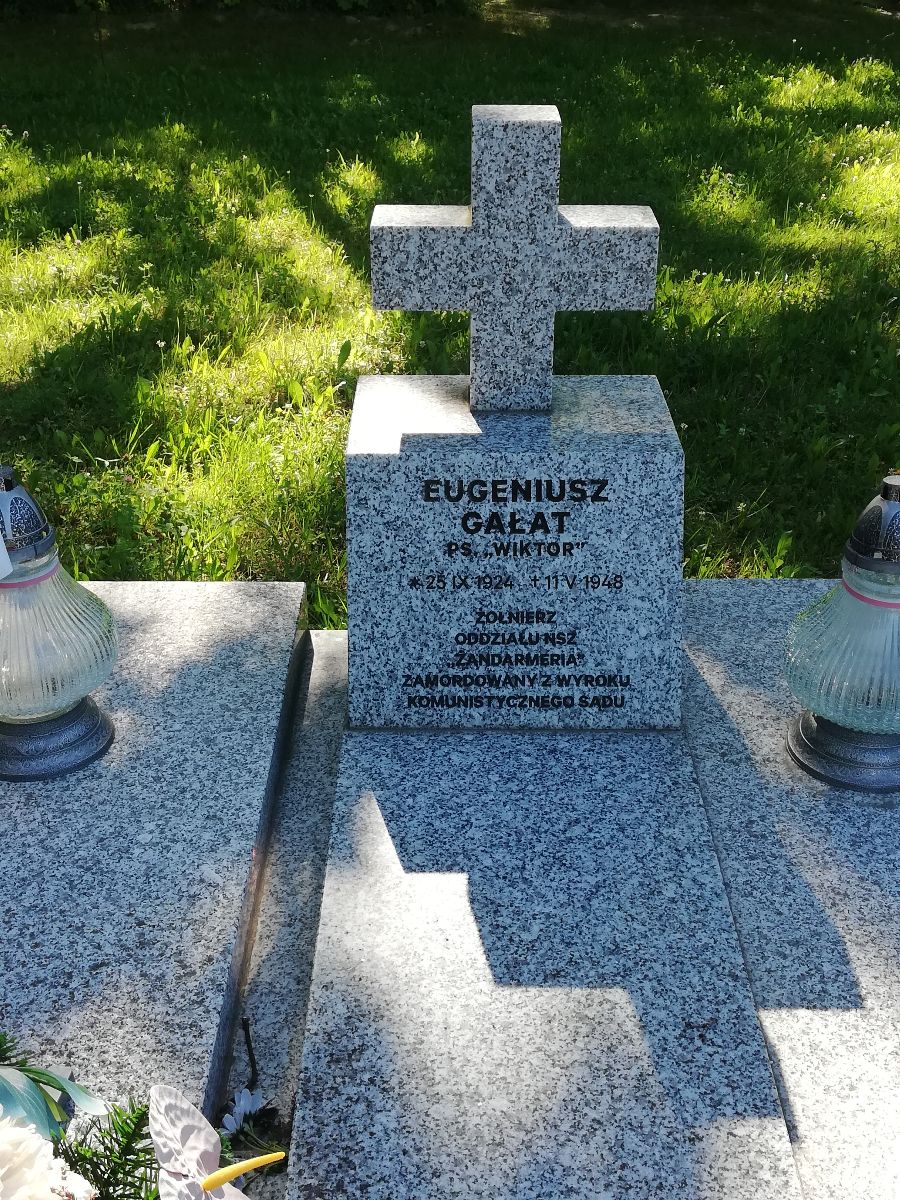 EUGENIUSZ
GAŁAT
PS. „WIKTOR”
* 25 IX 1924 + 11 V 1948
ŻOŁNIERZ
ODDZIAŁU NSZ
„ŻANDARMERIA”
ZAMORDOWANY Z WYROKU
KOMUNISTYCZNEGO SĄDU